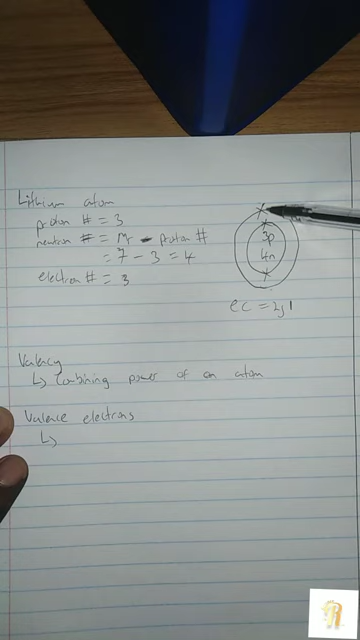 Lithium atom
proton # = 3
neutron # = Mr - proton #
= 7 - 3 = 4
electron # = 3
3p
4n
ec = 2,1
Valency
↳ Combining power of an atom
Valence electrons
↳